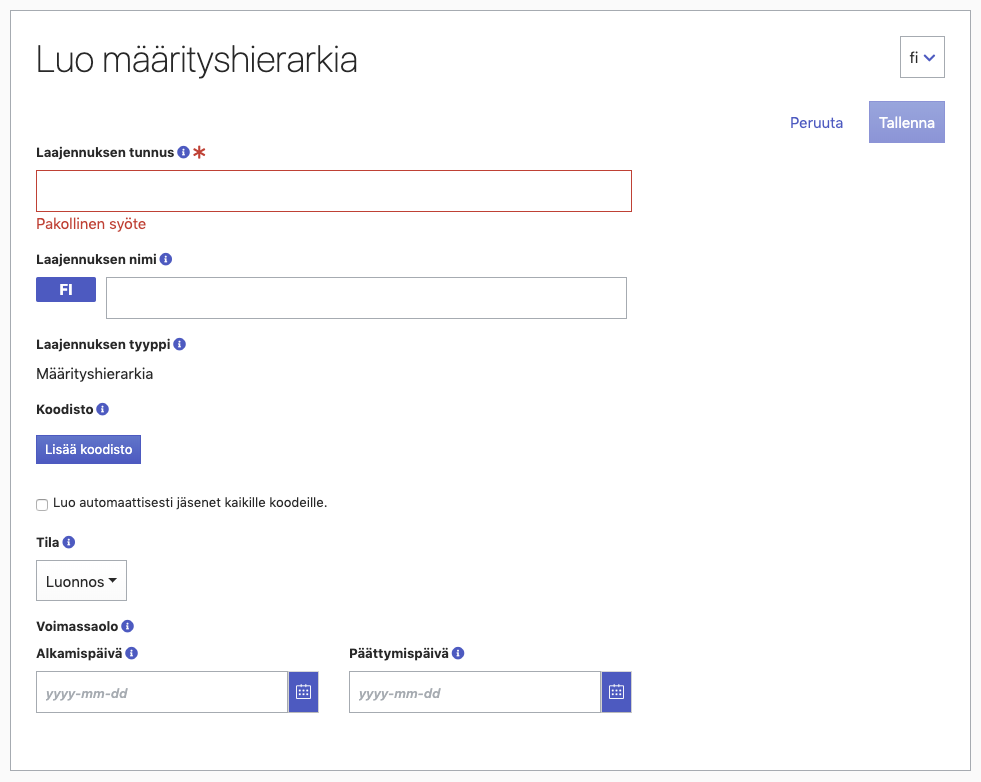 Luo määrityshierarkia
fi
Peruuta
Tallenna
Laajennuksen tunnus
Pakollinen syöte
Laajennuksen nimi
FI
Laajennuksen tyyppi
Määrityshierarkia
Koodisto
Lisää koodisto
Luo automaattisesti jäsenet kaikille koodeille.
Tila
Luonnos
Voimassaolo
Alkamispäivä
Päättymispäivä
yyyy-mm-dd
yyyy-mm-dd